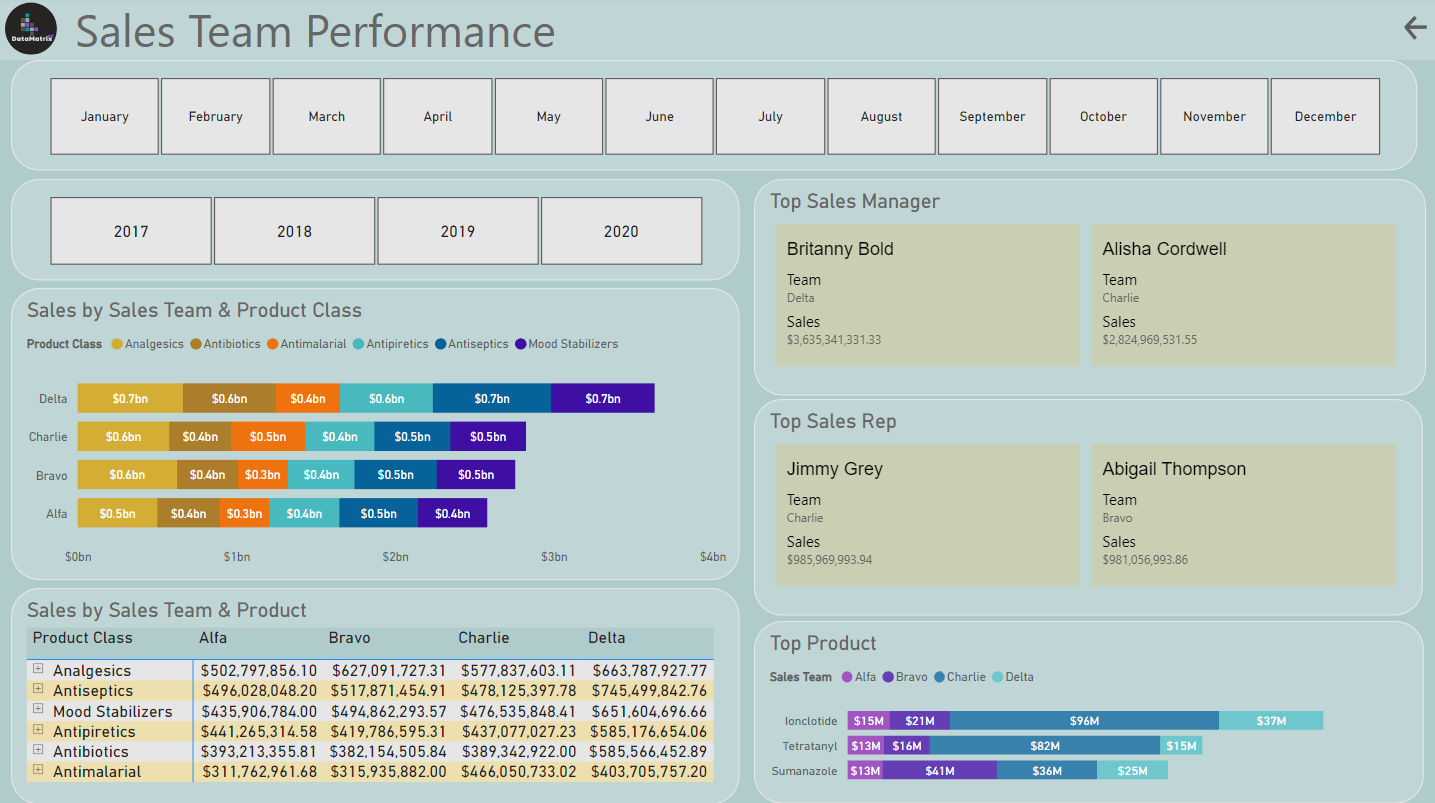 DataMatrix
Sales Team Performance
January February March April May June July August September October November December
2017 2018 2019 2020
Sales by Sales Team & Product Class
Product Class Analgesics Antibiotics Antimalarial Antipiretics Antiseptics Mood Stabilizers
Delta $0.7bn $0.6bn $0.4bn $0.6bn $0.7bn $0.7bn
Charlie $0.6bn $0.4bn $0.5bn $0.4bn $0.5bn $0.5bn
Bravo $0.6bn $0.4bn $0.3bn $0.4bn $0.5bn $0.5bn
Alfa $0.5bn $0.4bn $0.3bn $0.4bn $0.5bn $0.4bn
$0bn $1bn $2bn $3bn $4bn
Sales by Sales Team & Product
Product Class Alfa Bravo Charlie Delta
Analgesics $502,797,856.10 $627,091,727.31 $577,837,603.11 $663,787,927.77
Antiseptics $496,028,048.20 $517,871,454.91 $478,125,397.78 $745,499,842.76
Mood Stabilizers $435,906,784.00 $494,862,293.57 $476,535,848.41 $651,604,696.66
Antipiretics $441,265,314.58 $419,786,595.31 $437,077,027.23 $585,176,654.06
Antibiotics $393,213,355.81 $382,154,505.84 $389,342,922.00 $585,566,452.89
Antimalarial $311,762,961.68 $315,935,882.00 $466,050,733.02 $403,705,757.20
Top Sales Manager
Britanny Bold
Team
Delta
Sales
$3,635,341,331.33
Alisha Cordwell
Team
Charlie
Sales
$2,824,969,531.55
Top Sales Rep
Jimmy Grey
Team
Charlie
Sales
$985,969,993.94
Abigail Thompson
Team
Bravo
Sales
$981,056,993.86
Top Product
Sales Team Alfa Bravo Charlie Delta
Ionclotide $15M $21M $96M $37M
Tetratanyl $13M $16M $82M $15M
Sumanazole $13M $41M $36M $25M